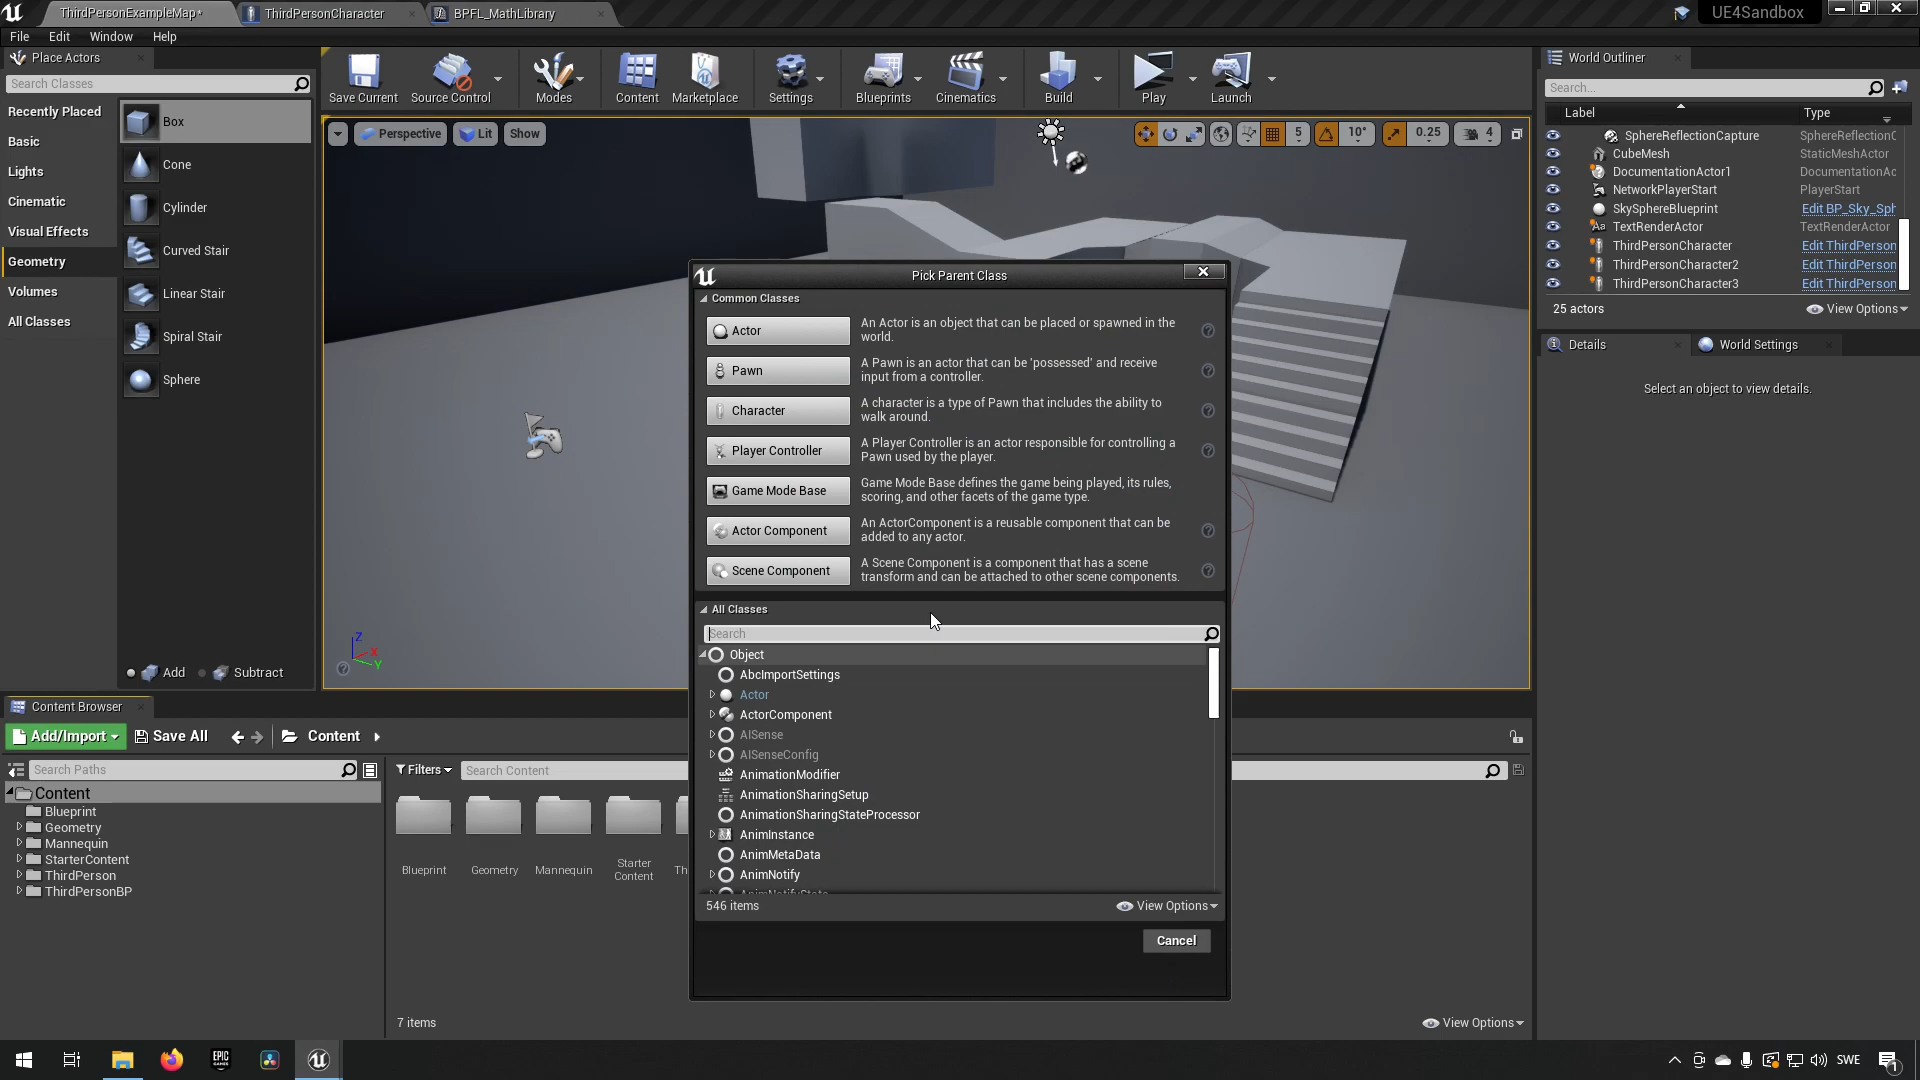 ThirdPersonExampleMap*
ThirdPersonCharacter
BPFL_MathLibrary
UE4Sandbox
File
Edit
Window
Help
Place Actors
Search Classes
Recently Placed
Basic
Lights
Cinematic
Visual Effects
Geometry
Volumes
All Classes
Box
Cone
Cylinder
Curved Stair
Linear Stair
Spiral Stair
Sphere
Add
Subtract
Save Current
Source Control
Modes
Content
Marketplace
Settings
Blueprints
Cinematics
Build
Play
Launch
Perspective
Lit
Show
5
10°
0.25
4
Z
X
Y
Pick Parent Class
Common Classes
Actor
An Actor is an object that can be placed or spawned in the
world.
Pawn
A Pawn is an actor that can be 'possessed' and receive
input from a controller.
Character
A character is a type of Pawn that includes the ability to
walk around.
Player Controller
A Player Controller is an actor responsible for controlling a
Pawn used by the player.
Game Mode Base
Game Mode Base defines the game being played, its rules,
scoring, and other facets of the game type.
Actor Component
An ActorComponent is a reusable component that can be
added to any actor.
Scene Component
A Scene Component is a component that has a scene
transform and can be attached to other scene components.
All Classes
Search
Object
AbcImportSettings
Actor
ActorComponent
AISense
AISenseConfig
AnimationModifier
AnimationSharingSetup
AnimationSharingStateProcessor
AnimInstance
AnimMetaData
AnimNotify
AnimNotifyState
546 items
View Options
Cancel
World Outliner
Search...
Label
Type
SphereReflectionCapture
SphereReflectionC
CubeMesh
StaticMeshActor
DocumentationActor1
DocumentationAc
NetworkPlayerStart
PlayerStart
SkySphereBlueprint
Edit BP_Sky_Sph
TextRenderActor
TextRenderActor
ThirdPersonCharacter
Edit ThirdPerson
ThirdPersonCharacter2
Edit ThirdPerson
ThirdPersonCharacter3
Edit ThirdPerson
25 actors
View Options
Details
World Settings
Select an object to view details.
Content Browser
Add/Import
Save All
Content
Search Paths
Content
Blueprint
Geometry
Mannequin
StarterContent
ThirdPerson
ThirdPersonBP
Filters
Search Content
Blueprint
Geometry
Mannequin
Starter
Content
Th
7 items
View Options
EPIC
GAMES
SWE
1